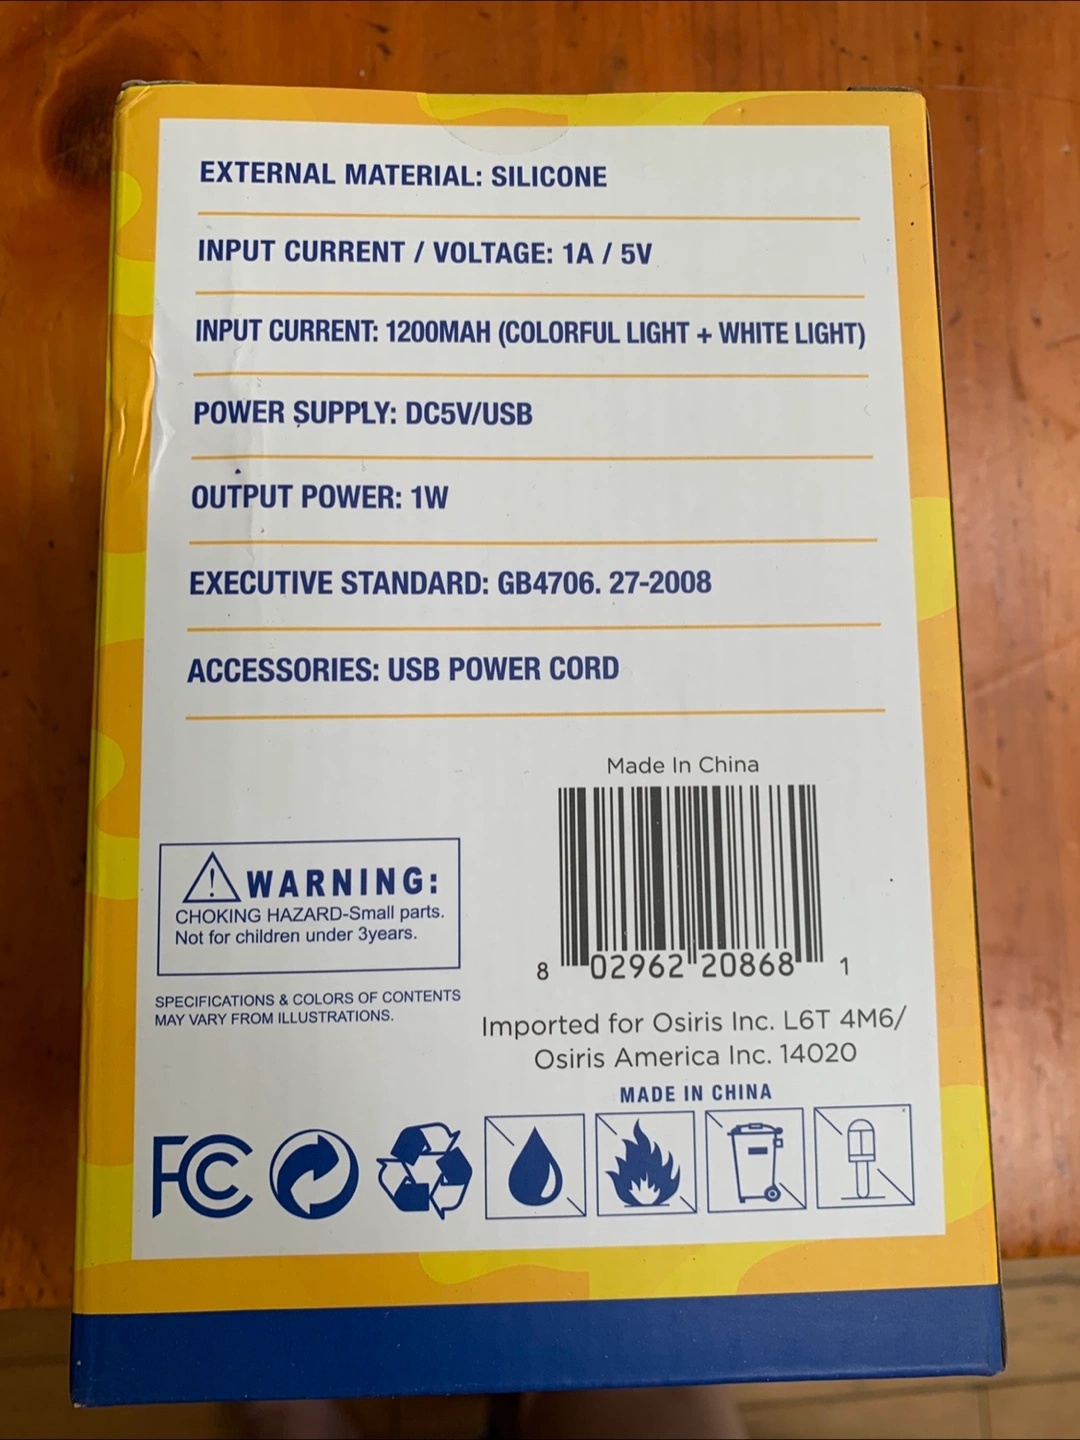 EXTERNAL MATERIAL: SILICONE
INPUT CURRENT / VOLTAGE: 1A / 5V
INPUT CURRENT: 1200MAH (COLORFUL LIGHT + WHITE LIGHT)
POWER SUPPLY: DC5V/USB
OUTPUT POWER: 1W
EXECUTIVE STANDARD: GB4706. 27-2008
ACCESSORIES: USB POWER CORD
Made In China
8 02962 20868 1
WARNING:
CHOKING HAZARD-Small parts.
Not for children under 3years.
SPECIFICATIONS & COLORS OF CONTENTS
MAY VARY FROM ILLUSTRATIONS.
Imported for Osiris Inc. L6T 4M6/
Osiris America Inc. 14020
MADE IN CHINA
FC